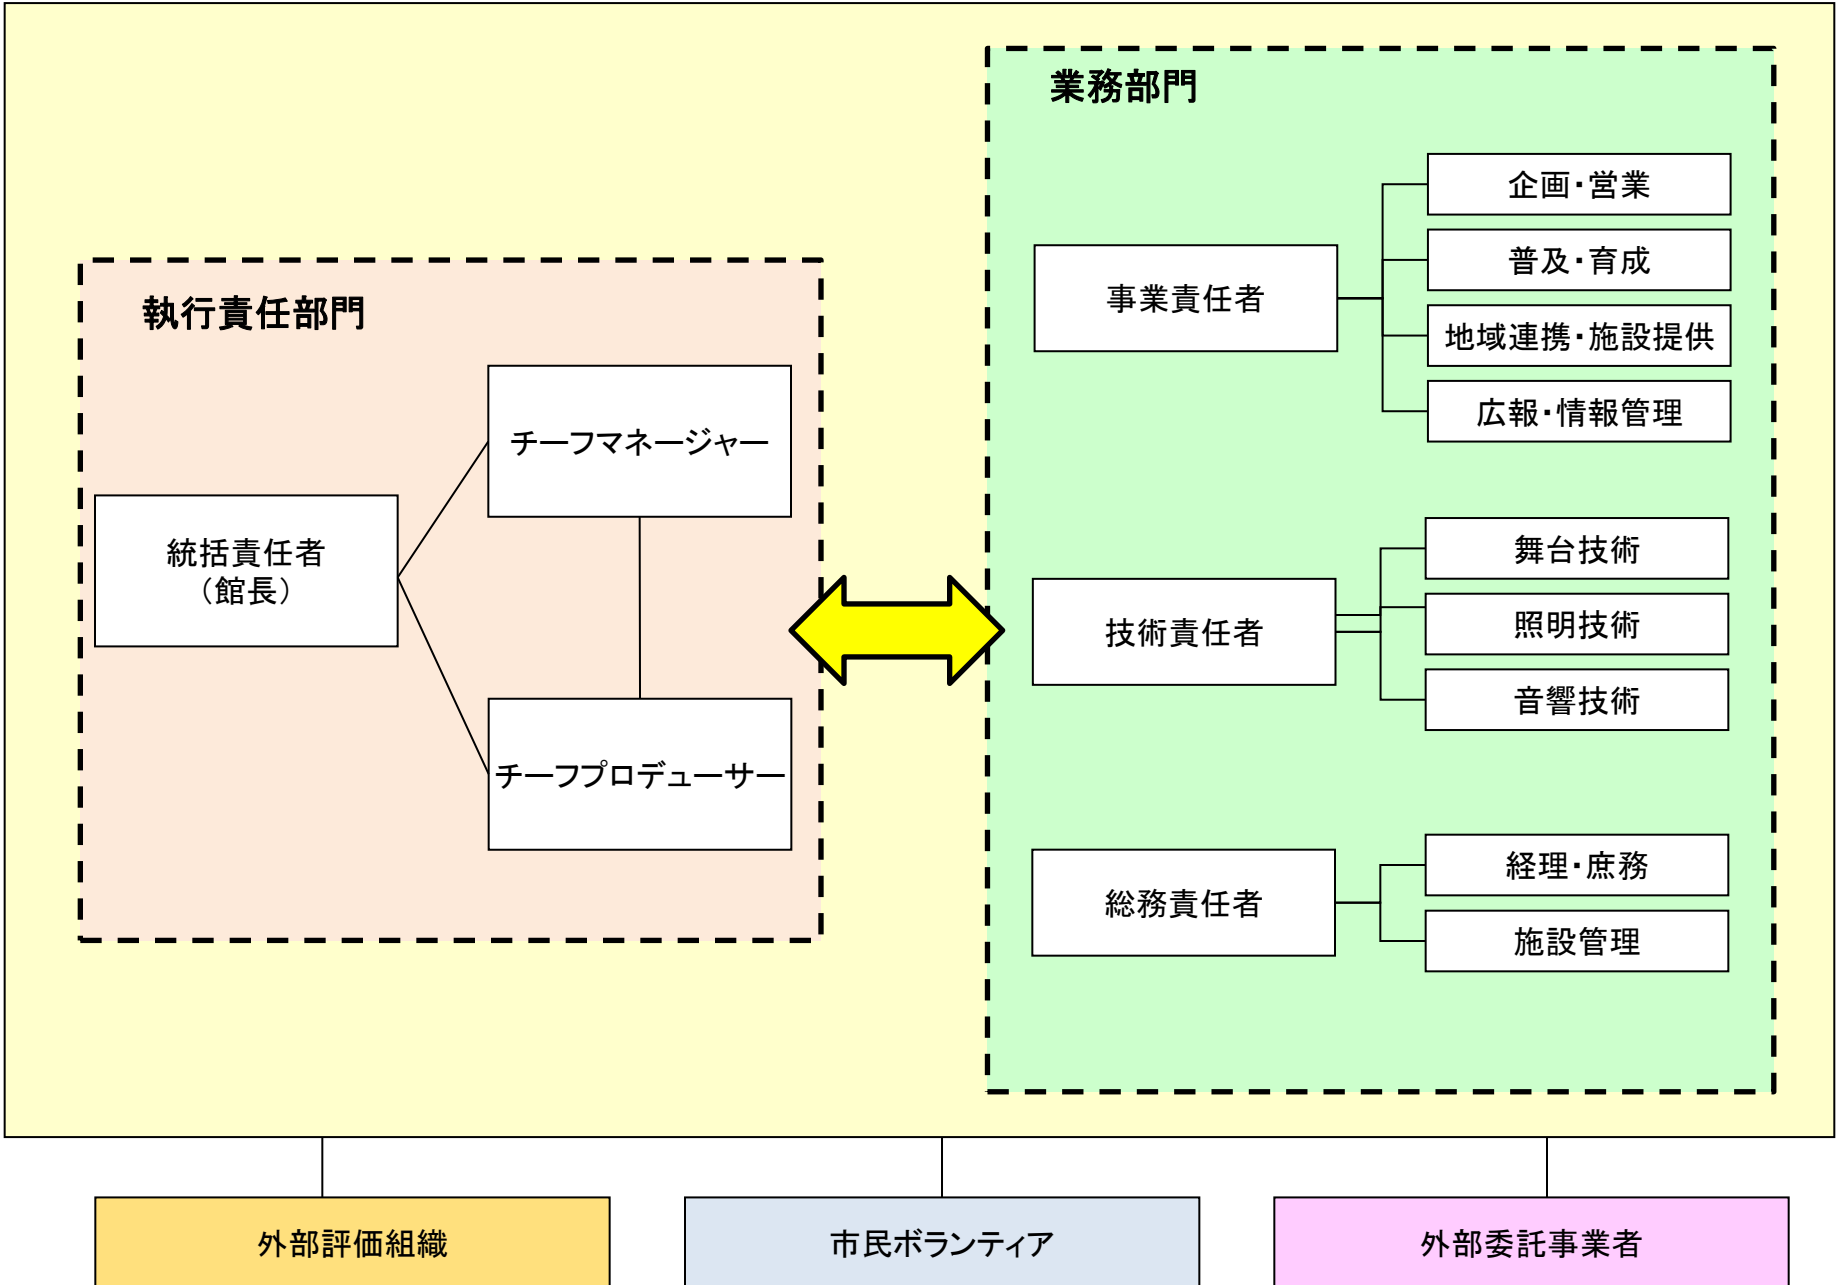 執行責任部門
統括責任者
（館長）
チーフマネージャー
チーフプロデューサー
業務部門
事業責任者
企画・営業
普及・育成
地域連携・施設提供
広報・情報管理
技術責任者
舞台技術
照明技術
音響技術
総務責任者
経理・庶務
施設管理
外部評価組織
市民ボランティア
外部委託事業者